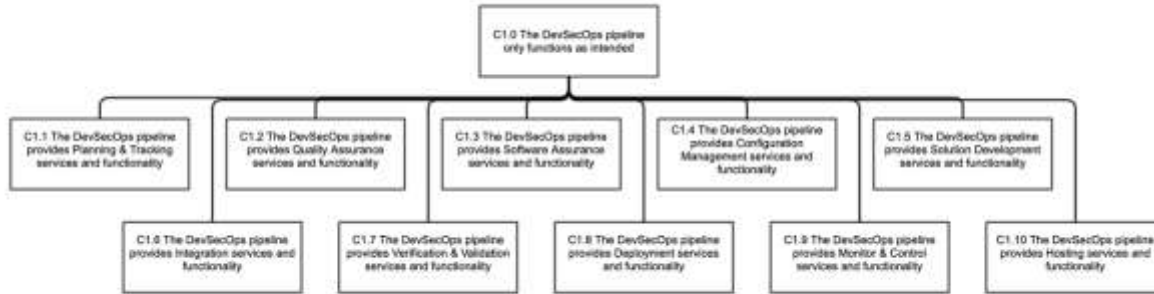 C1.0 The DevSecOps pipeline
only functions as intended
C1.1 The DevSecOps pipeline
provides Planning & Tracking
services and functionality
C1.2 The DevSecOps pipeline
provides Quality Assurance
services and functionality
C1.3 The DevSecOps pipeline
provides Software Assurance
services and functionality
C1.4 The DevSecOps pipeline
provides Configuration
Management services and
functionality
C1.5 The DevSecOps pipeline
provides Solution Development
services and functionality
C1.6 The DevSecOps pipeline
provides Integration services and
functionality
C1.7 The DevSecOps pipeline
provides Verification & Validation
services and functionality
C1.8 The DevSecOps pipeline
provides Deployment services
and functionality
C1.9 The DevSecOps pipeline
provides Monitor & Control
services and functionality
C1.10 The DevSecOps pipeline
provides Hosting services and
functionality